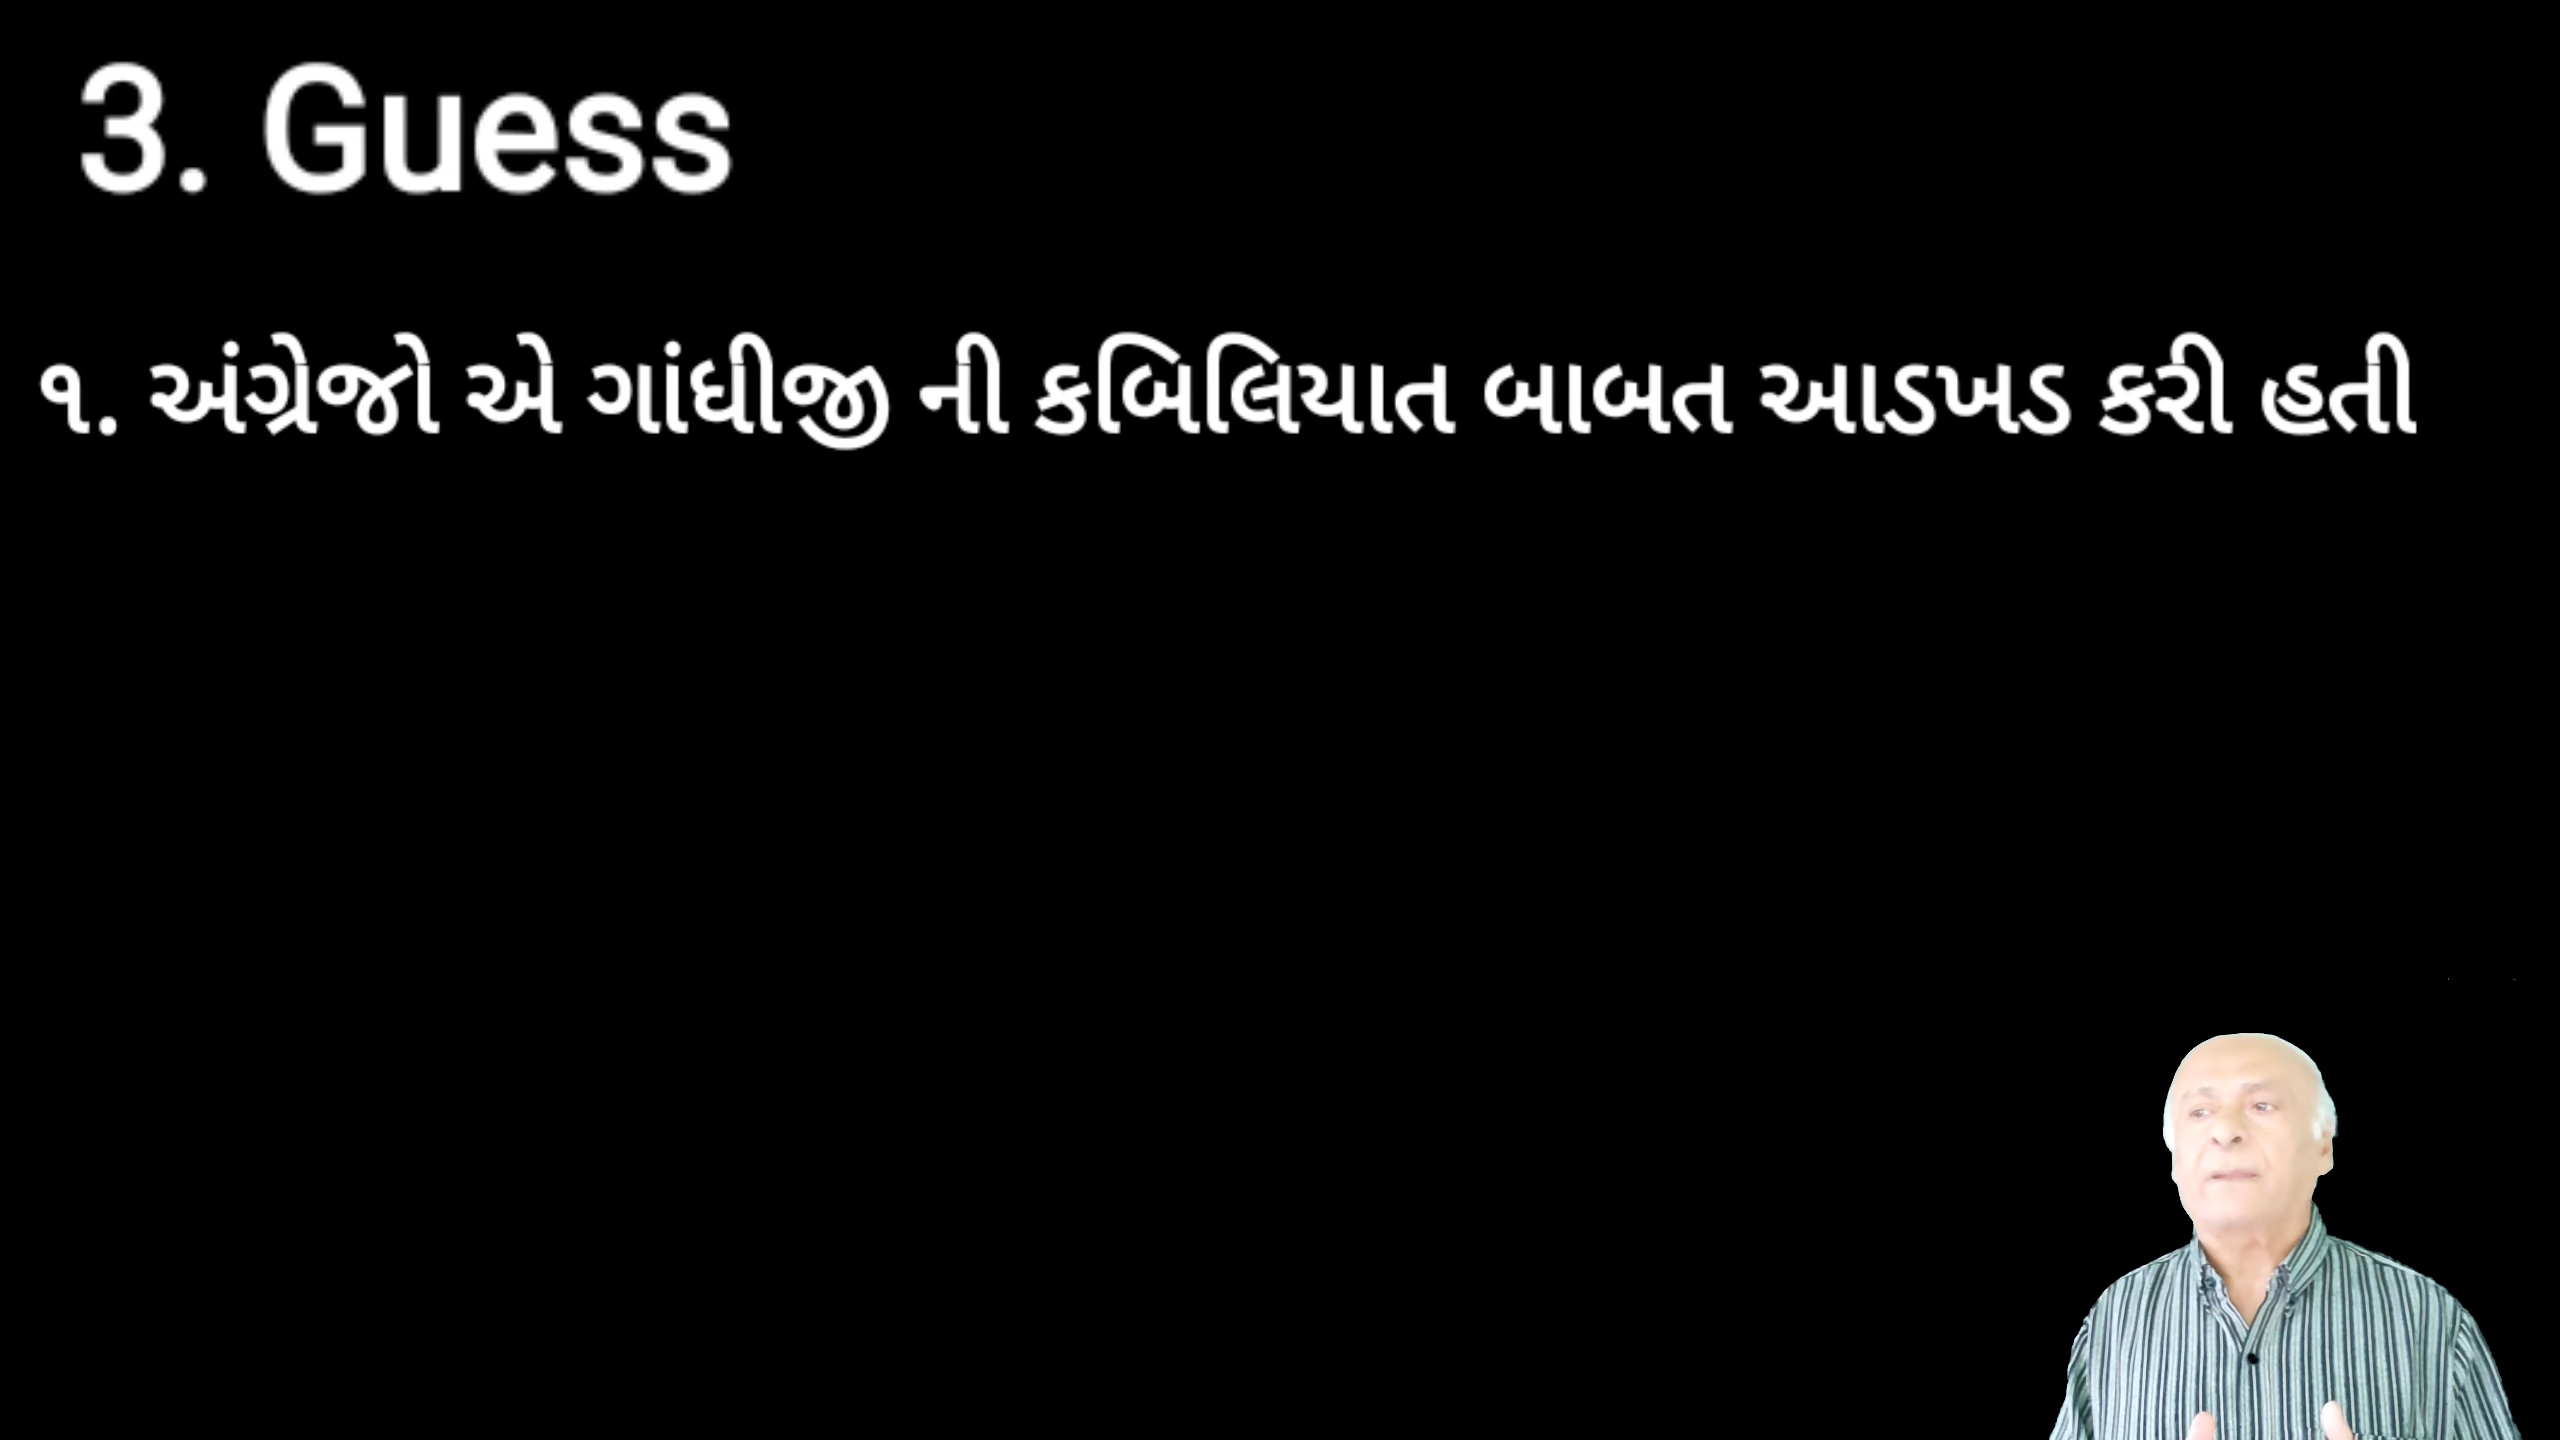 3. Guess
૧. અંગ્રેજો એ ગાંધીજી ની કબિલિયાત બાબત આડખડ કરી હતી